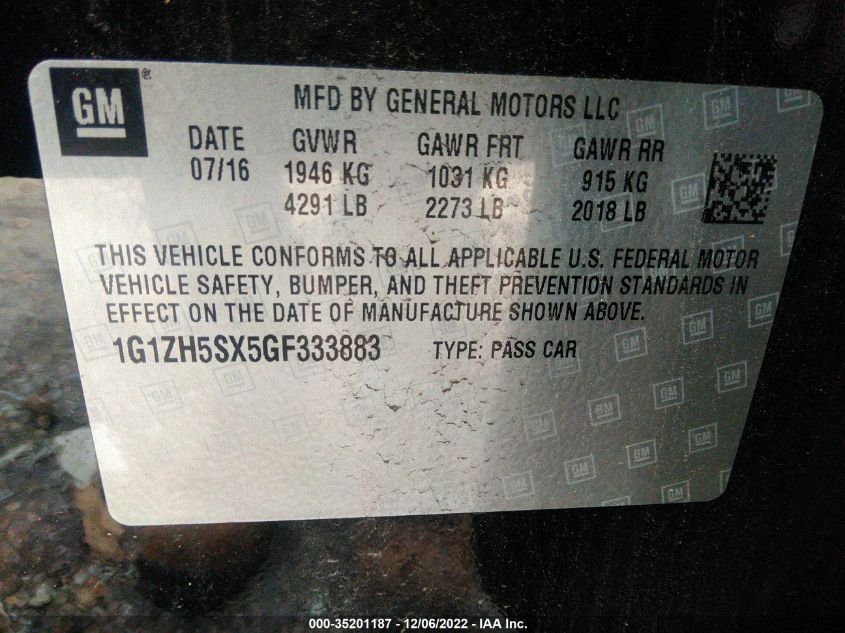 GM ®
MFD BY GENERAL MOTORS LLC
DATE GVWR GAWR FRT GAWR RR
07/16 1946 KG 1031 KG 915 KG
4291 LB 2273 LB 2018 LB
THIS VEHICLE CONFORMS TO ALL APPLICABLE U.S. FEDERAL MOTOR
VEHICLE SAFETY, BUMPER, AND THEFT PREVENTION STANDARDS IN
EFFECT ON THE DATE OF MANUFACTURE SHOWN ABOVE.
1G1ZH5SX5GF333883 TYPE: PASS CAR
000-35201187 - 12/06/2022 - IAA Inc.